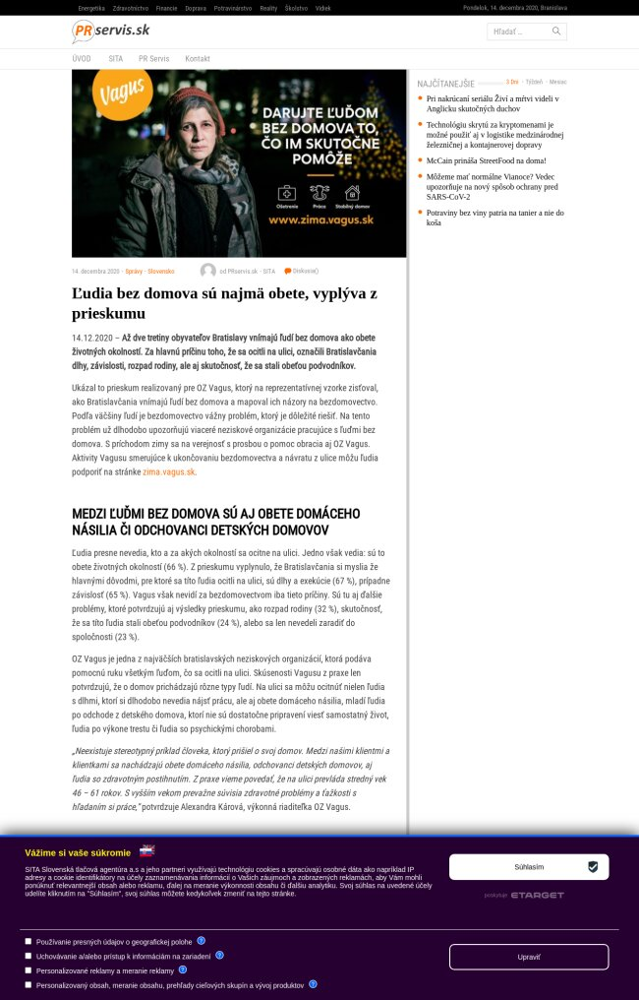 Energetika Zdravotníctvo Financie Doprava Potravinárstvo Reality Školstvo Vidiek
Pondelok, 14. decembra 2020, Branislava
PRservis.sk
Hľadať ...
ÚVOD SITA PR Servis Kontakt
Vagus
DARUJTE ĽUĎOM
BEZ DOMOVA TO,
ČO IM SKUTOČNE
POMÔŽE
Ošetrenie Práca Stabilný domov
www.zima.vagus.sk
14. decembra 2020 - Správy - Slovensko od PRservis.sk - SITA Diskusia()
Ľudia bez domova sú najmä obete, vyplýva z
prieskumu
14.12.2020 – Až dve tretiny obyvateľov Bratislavy vnímajú ľudí bez domova ako obete
životných okolností. Za hlavnú príčinu toho, že sa ocitli na ulici, označili Bratislavčania
dlhy, závislosti, rozpad rodiny, ale aj skutočnosť, že sa stali obeťou podvodníkov.
Ukázal to prieskum realizovaný pre OZ Vagus, ktorý na reprezentatívnej vzorke zisťoval,
ako Bratislavčania vnímajú ľudí bez domova a mapoval ich názory na bezdomovectvo.
Podľa väčšiny ľudí je bezdomovectvo vážny problém, ktorý je dôležité riešiť. Na tento
problém už dlhodobo upozorňujú viaceré neziskové organizácie pracujúce s ľuďmi bez
domova. S príchodom zimy sa na verejnosť s prosbou o pomoc obracia aj OZ Vagus.
Aktivity Vagusu smerujúce k ukončovaniu bezdomovectva a návratu z ulice môžu ľudia
podporiť na stránke zima.vagus.sk.
MEDZI ĽUĎMI BEZ DOMOVA SÚ AJ OBETE DOMÁCEHO
NÁSILIA ČI ODCHOVANCI DETSKÝCH DOMOVOV
Ľudia presne nevedia, kto a za akých okolností sa ocitne na ulici. Jedno však vedia: sú to
obete životných okolností (66 %). Z prieskumu vyplynulo, že Bratislavčania si myslia že
hlavnými dôvodmi, pre ktoré sa títo ľudia ocitli na ulici, sú dlhy a exekúcie (67 %), prípadne
závislosť (65 %). Vagus však nevidí za bezdomovectvom iba tieto príčiny. Sú tu aj ďalšie
problémy, ktoré potvrdzujú aj výsledky prieskumu, ako rozpad rodiny (32 %), skutočnosť,
že sa títo ľudia stali obeťou podvodníkov (24 %), alebo sa len nevedeli zaradiť do
spoločnosti (23 %).
OZ Vagus je jedna z najväčších bratislavských neziskových organizácií, ktorá podáva
pomocnú ruku všetkým ľuďom, čo sa ocitli na ulici. Skúsenosti Vagusu z praxe len
potvrdzujú, že o domov prichádzajú rôzne typy ľudí. Na ulici sa môžu ocitnúť nielen ľudia
s dlhmi, ktorí si dlhodobo nevedia nájsť prácu, ale aj obete domáceho násilia, mladí ľudia
po odchode z detského domova, ktorí nie sú dostatočne pripravení viesť samostatný život,
ľudia po výkone trestu či ľudia so psychickými chorobami.
„Neexistuje stereotypný príklad človeka, ktorý prišiel o svoj domov. Medzi našimi klientmi a
klientkami sa nachádzajú obete domáceho násilia, odchovanci detských domovov, aj
ľudia so zdravotným postihnutím. Z praxe vieme povedať, že na ulici prevláda stredný vek
46 – 61 rokov. S vyšším vekom prevažne súvisia zdravotné problémy a ťažkosti s
hľadaním si práce,“ potvrdzuje Alexandra Kárová, výkonná riaditeľka OZ Vagus.
NAJČÍTANEJŠIE 3 Dni - Týždeň - Mesiac
Pri nakrúcaní seriálu Živí a mŕtvi videli v
Anglicku skutočných duchov
Technológiu skrytú za kryptomenami je
možné použiť aj v logistike medzinárodnej
železničnej a kontajnerovej dopravy
McCain prináša StreetFood na doma!
Môžeme mať normálne Vianoce? Vedec
upozorňuje na nový spôsob ochrany pred
SARS-CoV-2
Potraviny bez viny patria na tanier a nie do
koša
Vážime si vaše súkromie
SITA Slovenská tlačová agentúra a.s a jeho partneri využívajú technológiu cookies a spracúvajú osobné dáta ako napríklad IP
adresy a cookie identifikátory na účely zaznamenávania informácií o Vašich záujmoch a zobrazených reklamách, aby Vám mohli
ponúknuť relevantnejší obsah alebo reklamu, ďalej na meranie výkonnosti obsahu či ďalšiu analytiku. Svoj súhlas na uvedené účely
udelíte kliknutím na "Súhlasím", svoj súhlas môžete kedykoľvek zmeniť na tejto stránke.
Súhlasím
poskytuje ETARGET
Používanie presných údajov o geografickej polohe ?
Uchovávanie a/alebo prístup k informáciám na zariadení ?
Personalizované reklamy a meranie reklamy ?
Personalizovaný obsah, meranie obsahu, prehľady cieľových skupín a vývoj produktov ?
Upraviť